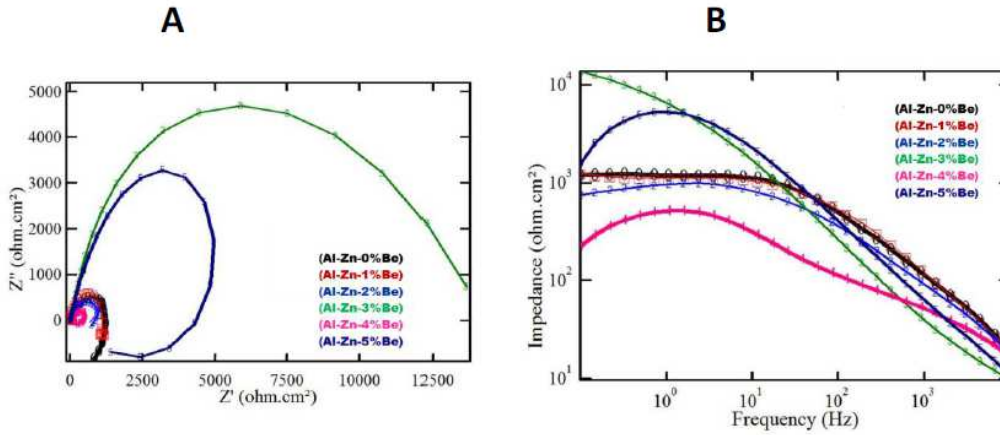 A
B
5000
4000
3000
2000
1000
0
Z'' (ohm.cm²)
(Al-Zn-0%Be)
(Al-Zn-1%Be)
(Al-Zn-2%Be)
(Al-Zn-3%Be)
(Al-Zn-4%Be)
(Al-Zn-5%Be)
0 2500 5000 7500 10000 12500
Z' (ohm.cm²)
10⁴
10³
10²
10¹
Impedance (ohm.cm²)
(Al-Zn-0%Be)
(Al-Zn-1%Be)
(Al-Zn-2%Be)
(Al-Zn-3%Be)
(Al-Zn-4%Be)
(Al-Zn-5%Be)
10⁰ 10¹ 10² 10³
Frequency (Hz)